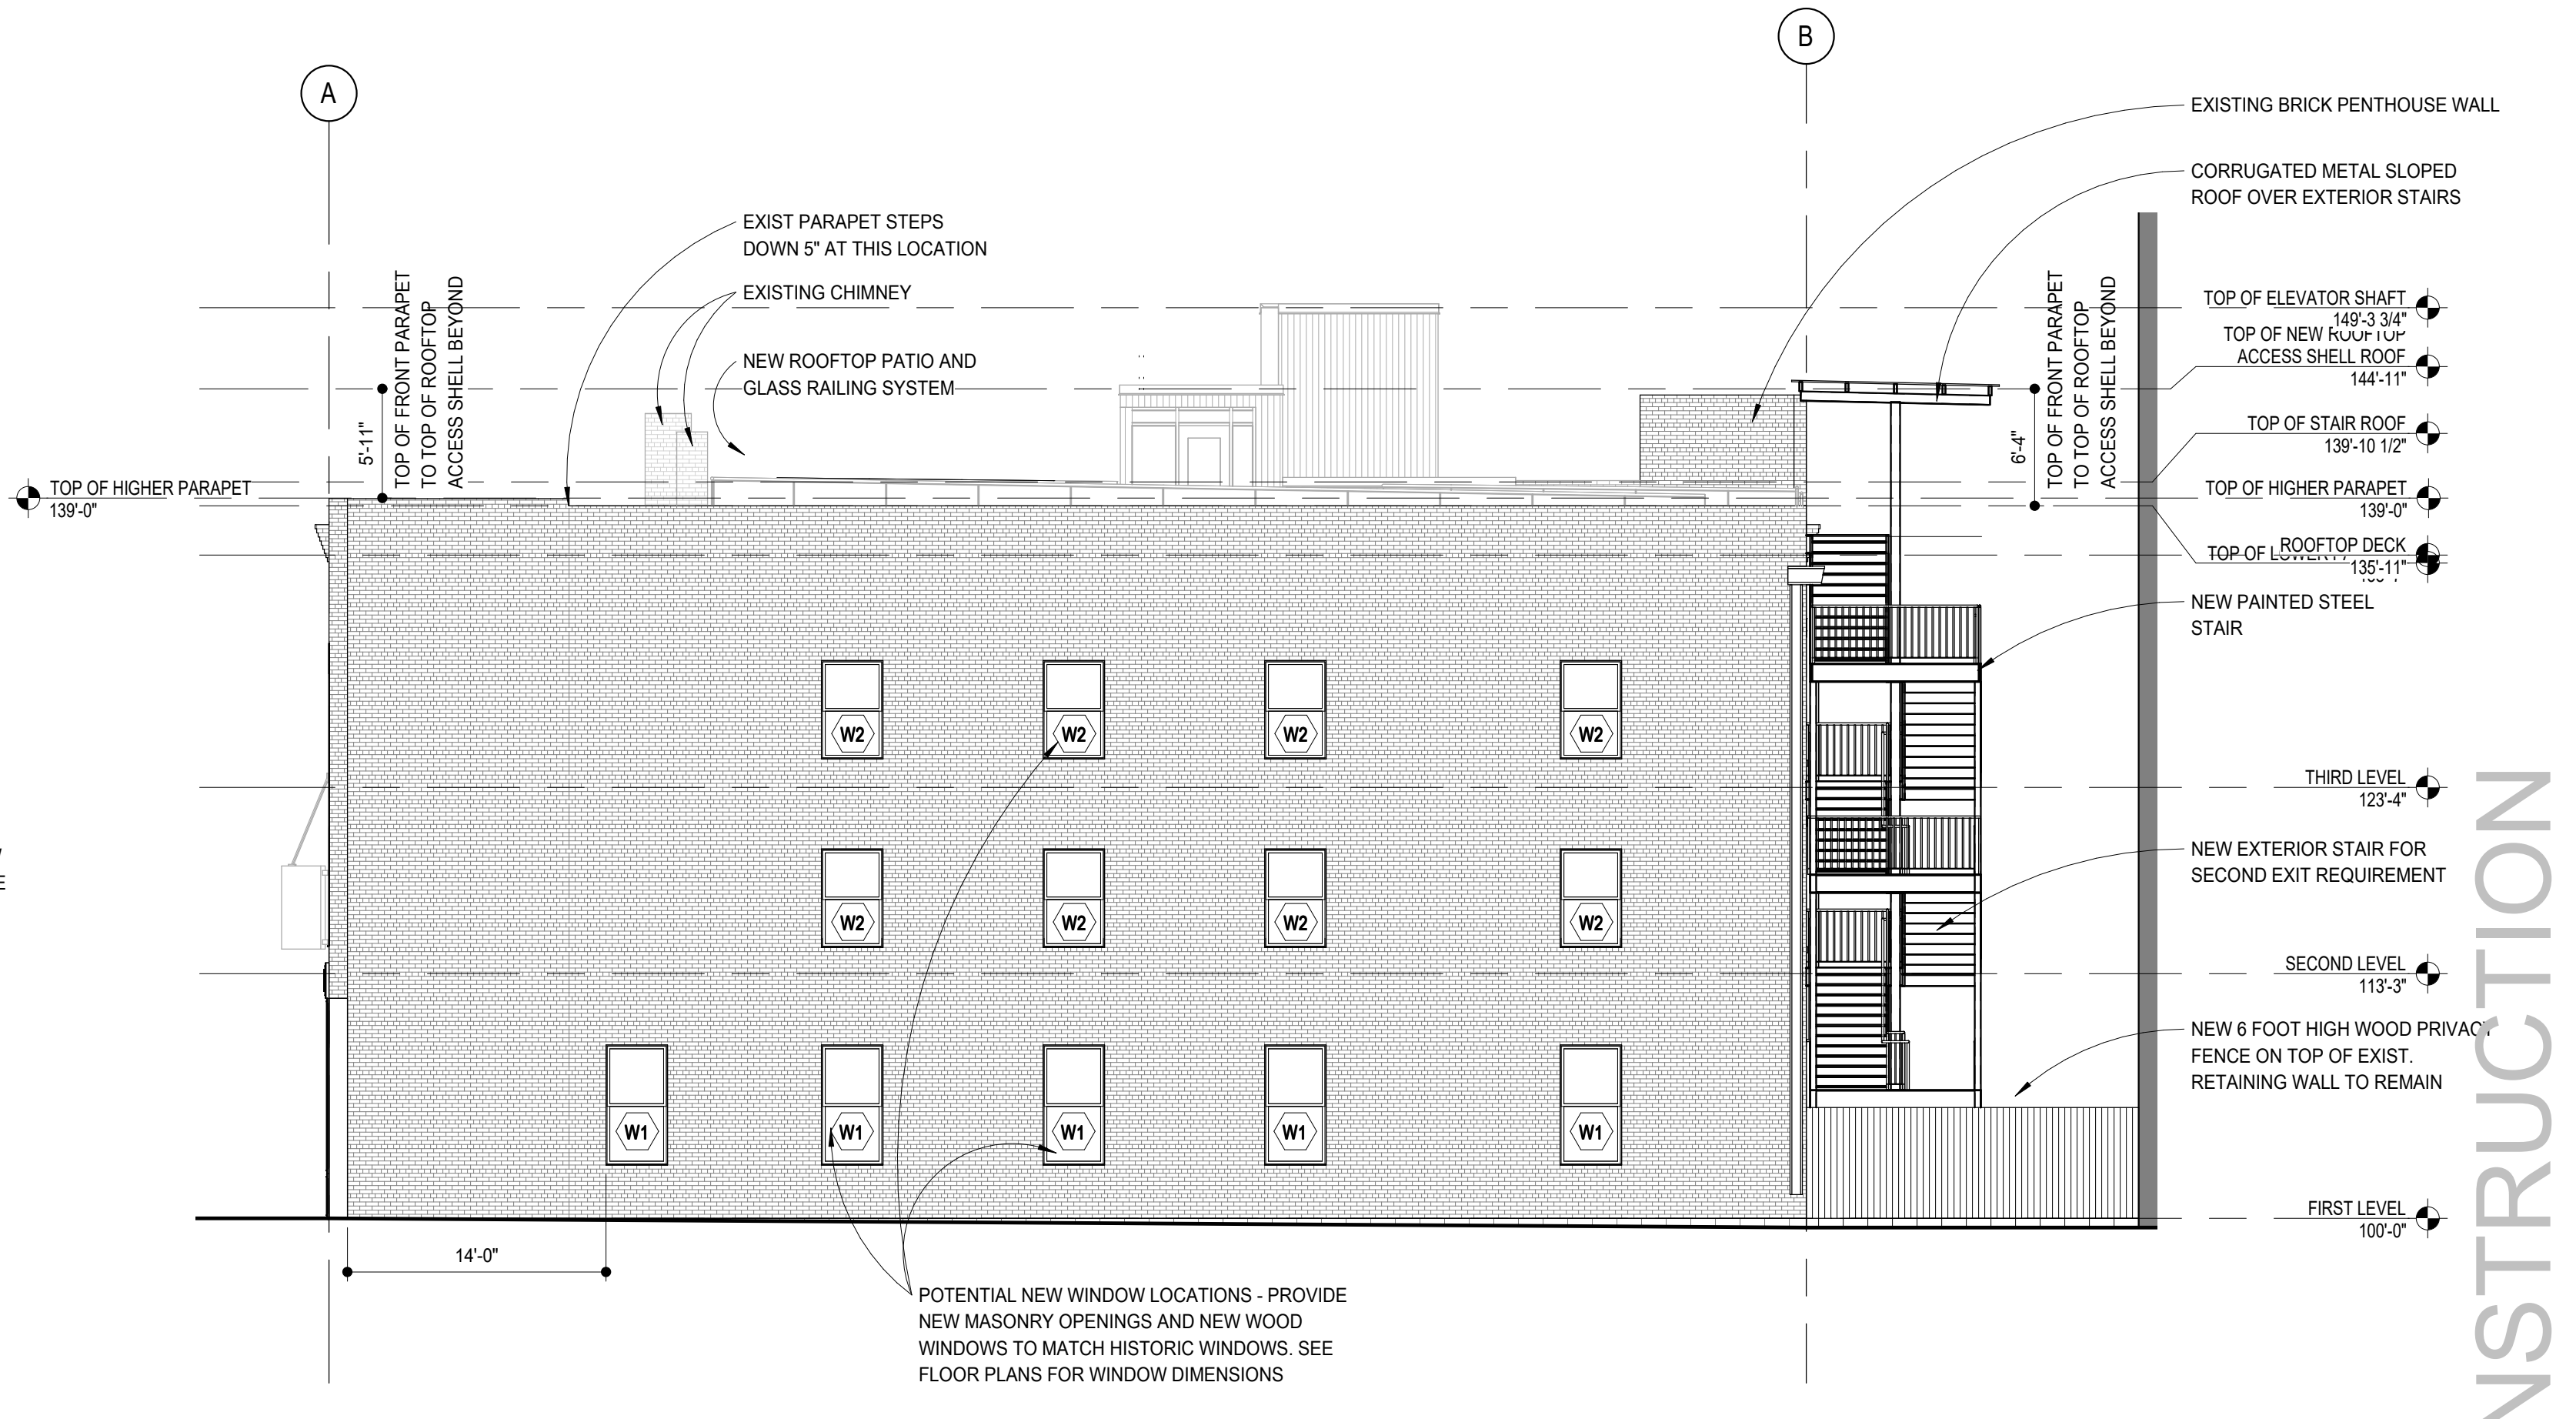 A
B
EXISTING BRICK PENTHOUSE WALL
CORRUGATED METAL SLOPED
ROOF OVER EXTERIOR STAIRS
EXIST PARAPET STEPS
DOWN 5" AT THIS LOCATION
EXISTING CHIMNEY
NEW ROOFTOP PATIO AND
GLASS RAILING SYSTEM
5'-11"
TOP OF FRONT PARAPET
TO TOP OF ROOFTOP
ACCESS SHELL BEYOND
6'-4"
TOP OF FRONT PARAPET
TO TOP OF ROOFTOP
ACCESS SHELL BEYOND
TOP OF ELEVATOR SHAFT
149'-3 3/4"
TOP OF NEW ROOFTOP
ACCESS SHELL ROOF
144'-11"
TOP OF STAIR ROOF
139'-10 1/2"
TOP OF HIGHER PARAPET
139'-0"
TOP OF HIGHER PARAPET
139'-0"
TOP OF
ROOFTOP DECK
135'-11"
NEW PAINTED STEEL
STAIR
W2
W2
W2
W2
THIRD LEVEL
123'-4"
NEW EXTERIOR STAIR FOR
SECOND EXIT REQUIREMENT
E
W2
W2
W2
W2
SECOND LEVEL
113'-3"
NEW 6 FOOT HIGH WOOD PRIVACY
FENCE ON TOP OF EXIST.
RETAINING WALL TO REMAIN
W1
W1
W1
W1
W1
FIRST LEVEL
100'-0"
14'-0"
POTENTIAL NEW WINDOW LOCATIONS - PROVIDE
NEW MASONRY OPENINGS AND NEW WOOD
WINDOWS TO MATCH HISTORIC WINDOWS. SEE
FLOOR PLANS FOR WINDOW DIMENSIONS
NSTRUCTION